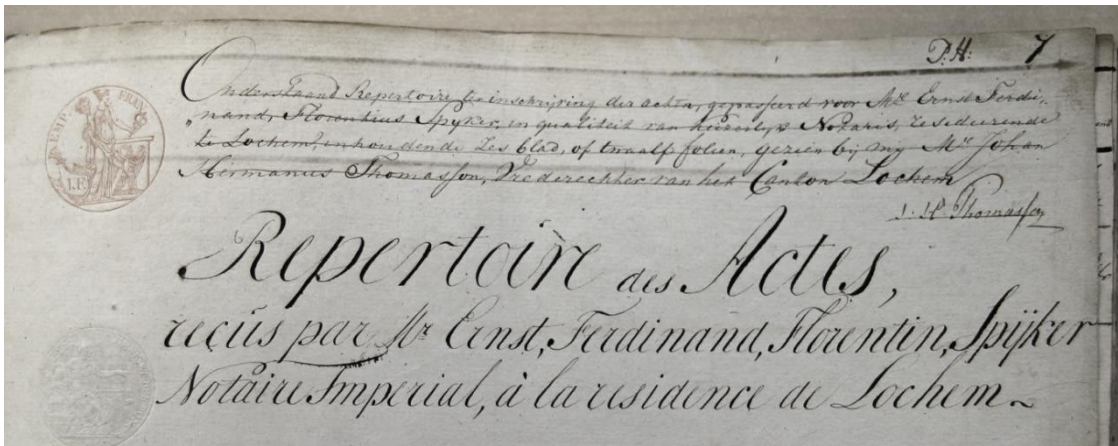 P.H. 7
Onderstaand Repertoire ter inschrijving der acten, gepasseerd voor Mr Ernst Ferdi-
„nand, Florentius Spijker, in qualiteit van keizerl. Notaris, resideerende
te Lochem, inhoudende Zes blad, of twaalf folien, gezien bij mij Mr Johan
Hermanus Thomasson, Vrederechter van het Canton Lochem
J. H. Thomasson
Repertoire des Actes,
reçus par Mr Ernst, Ferdinand, Florentin, Spijker
Notaire Imperial, à la residence de Lochem~